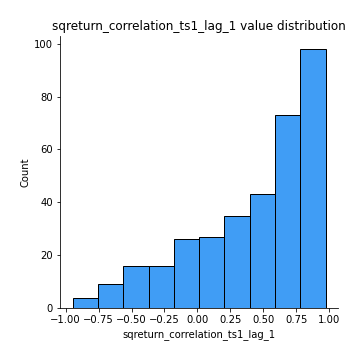 sqreturn_correlation_ts1_lag_1 value distribution
100
80
60
40
20
0
Count
−1.00 −0.75 −0.50 −0.25 0.00 0.25 0.50 0.75 1.00
sqreturn_correlation_ts1_lag_1